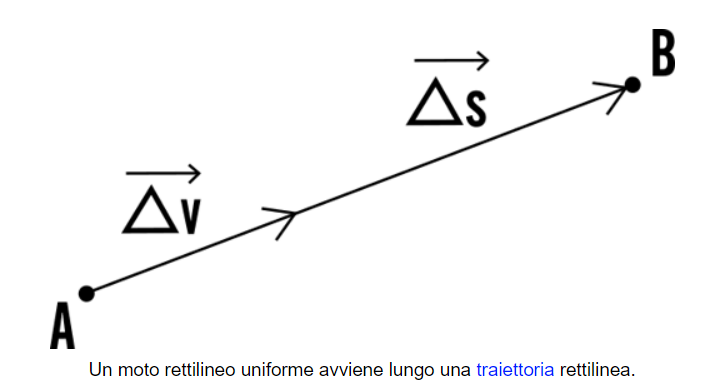 B
Δs
Δv
A
Un moto rettilineo uniforme avviene lungo una traiettoria rettilinea.